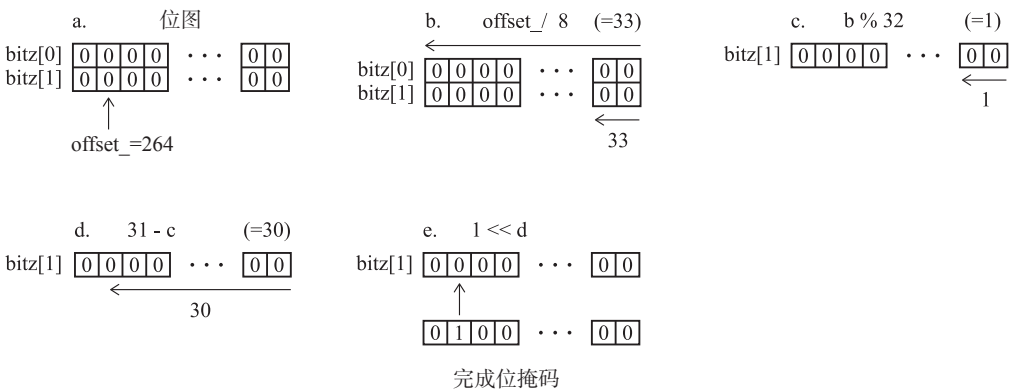 a. 位图
bitz[0] 0 0 0 0 ··· 0 0
bitz[1] 0 0 0 0 ··· 0 0
offset_=264
b. offset_/ 8 (=33)
bitz[0] 0 0 0 0 ··· 0 0
bitz[1] 0 0 0 0 ··· 0 0
33
c. b % 32 (=1)
bitz[1] 0 0 0 0 ··· 0 0
1
d. 31 - c (=30)
bitz[1] 0 0 0 0 ··· 0 0
30
e. 1 << d
bitz[1] 0 0 0 0 ··· 0 0
0 1 0 0 ··· 0 0
完成位掩码